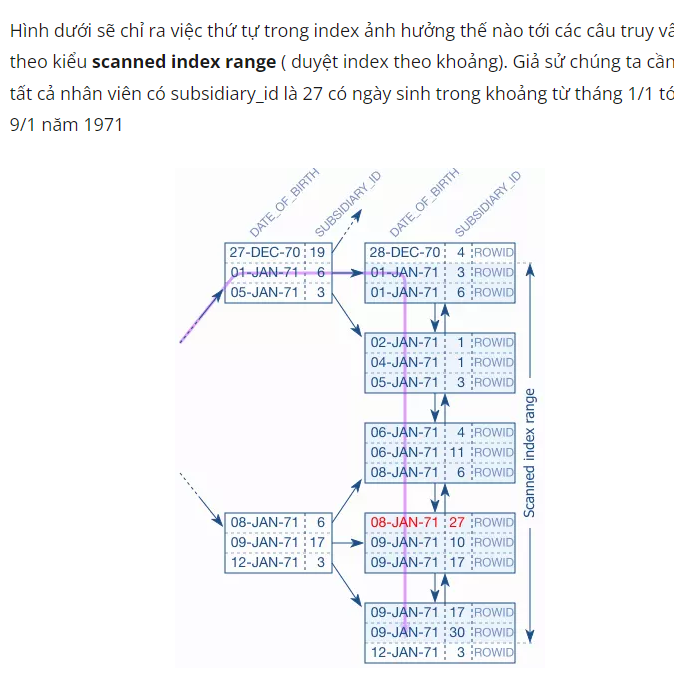 Hình dưới sẽ chỉ ra việc thứ tự trong index ảnh hưởng thế nào tới các câu truy
theo kiểu scanned index range ( duyệt index theo khoảng). Giả sử chúng ta cần
tất cả nhân viên có subsidiary_id là 27 có ngày sinh trong khoảng từ tháng 1/1
9/1 năm 1971
DATE_OF_BIRTH SUBSIDIARY_ID
27-DEC-70 19
01-JAN-71 6
05-JAN-71 3
08-JAN-71 6
09-JAN-71 17
12-JAN-71 3
DATE_OF_BIRTH SUBSIDIARY_ID
28-DEC-70 4 ROWID
01-JAN-71 3 ROWID
01-JAN-71 6 ROWID
02-JAN-71 1 ROWID
04-JAN-71 1 ROWID
05-JAN-71 3 ROWID
06-JAN-71 4 ROWID
06-JAN-71 11 ROWID
08-JAN-71 6 ROWID
08-JAN-71 27 ROWID
09-JAN-71 10 ROWID
09-JAN-71 17 ROWID
09-JAN-71 17 ROWID
09-JAN-71 30 ROWID
12-JAN-71 3 ROWID
Scanned index range